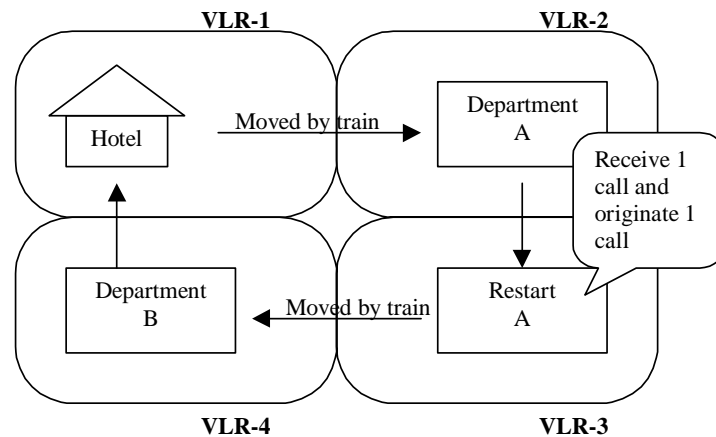 VLR-1
VLR-2
Hotel
Moved by train
Department
A
Receive 1
call and
originate 1
call
Department
B
Moved by train
Restart
A
VLR-4
VLR-3